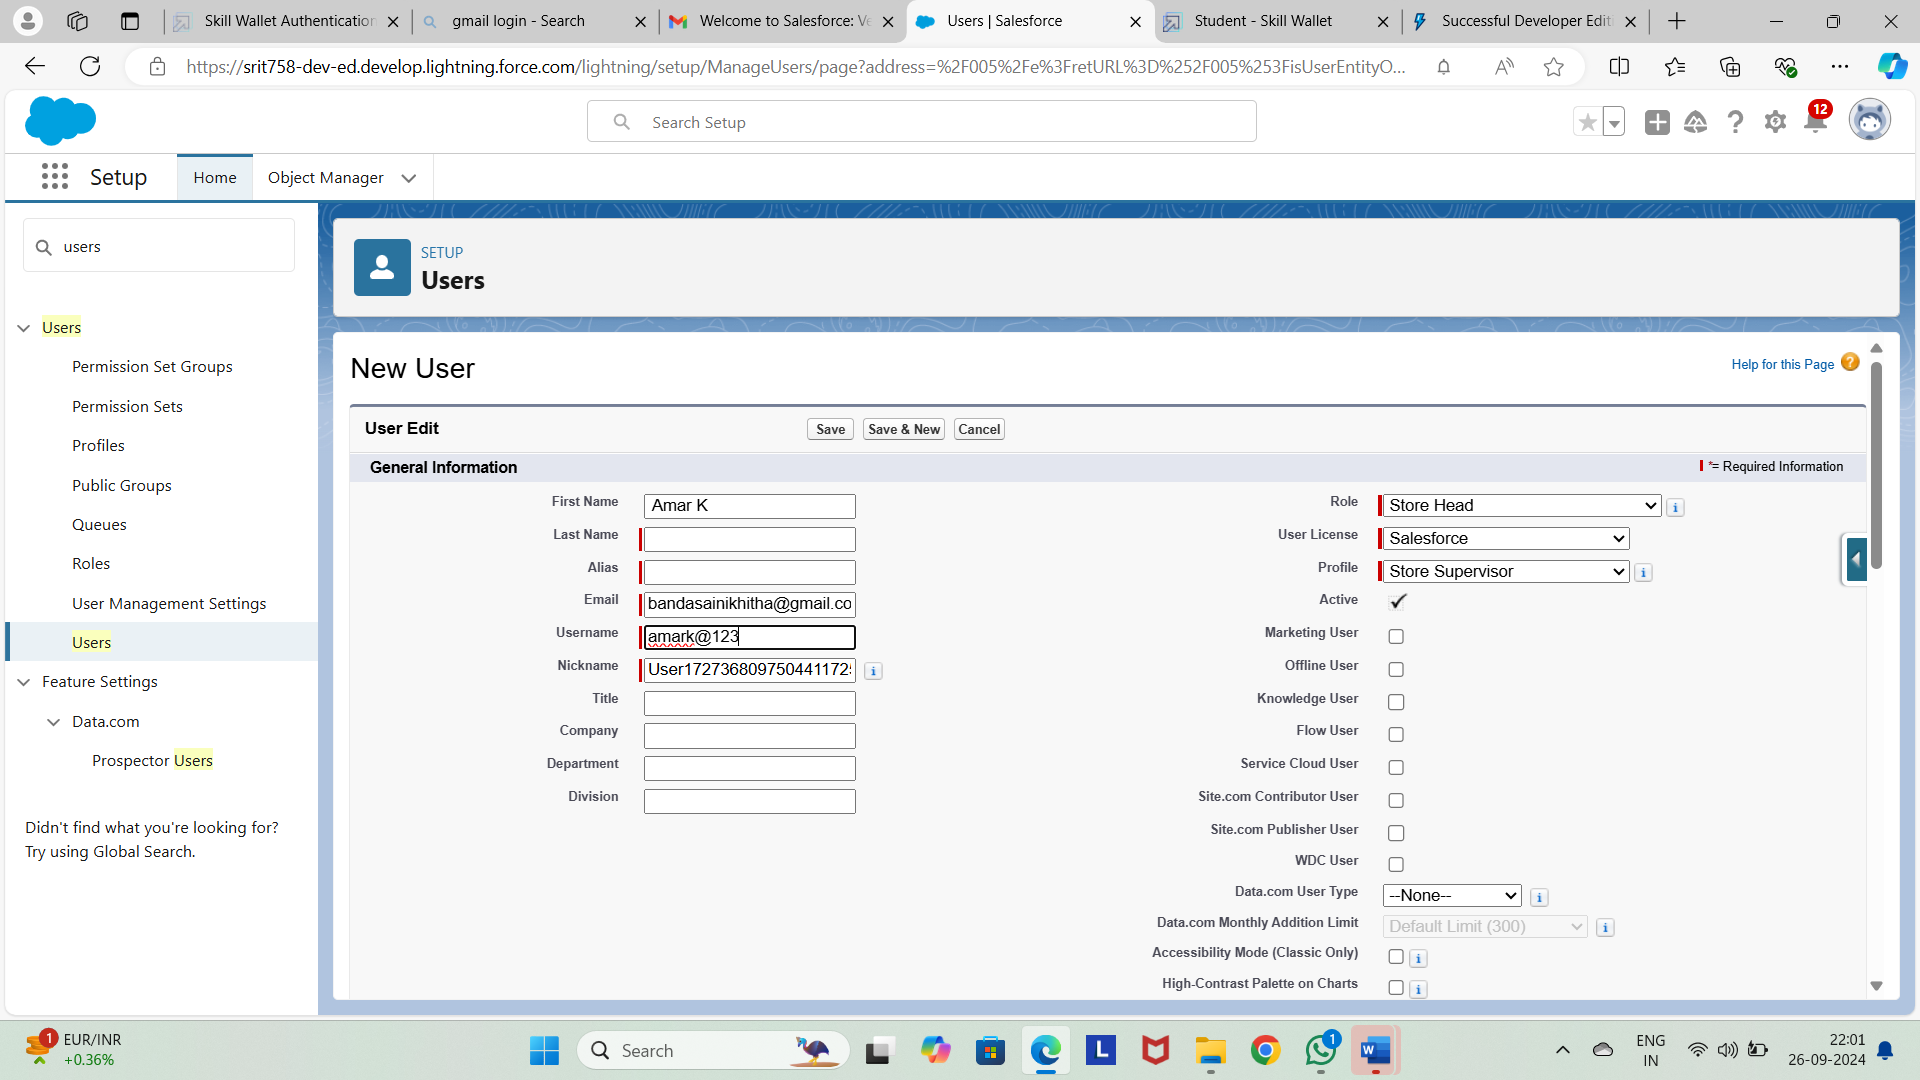 Skill Wallet Authentication
gmail login - Search
Welcome to Salesforce: Ve
Users | Salesforce
Student - Skill Wallet
Successful Developer Editi
https://srit758-dev-ed.develop.lightning.force.com/lightning/setup/ManageUsers/page?address=%2F005%2Fe%3FretURL%3D%252F005%253FisUserEntityO...
Search Setup
12
Setup
Home
Object Manager
users
Users
Permission Set Groups
Permission Sets
Profiles
Public Groups
Queues
Roles
User Management Settings
Users
Feature Settings
Data.com
Prospector Users
Didn't find what you're looking for?
Try using Global Search.
SETUP
Users
New User
Help for this Page ?
User Edit
Save
Save & New
Cancel
General Information
*= Required Information
First Name Amar K
Last Name
Alias
Email bandasainikhitha@gmail.co
Username amark@123
Nickname User1727368097504411725
Title
Company
Department
Division
Role Store Head
User License Salesforce
Profile Store Supervisor
Active
Marketing User
Offline User
Knowledge User
Flow User
Service Cloud User
Site.com Contributor User
Site.com Publisher User
WDC User
Data.com User Type --None--
Data.com Monthly Addition Limit Default Limit (300)
Accessibility Mode (Classic Only)
High-Contrast Palette on Charts
1
EUR/INR
+0.36%
Search
L
1
W
ENG
IN
22:01
26-09-2024